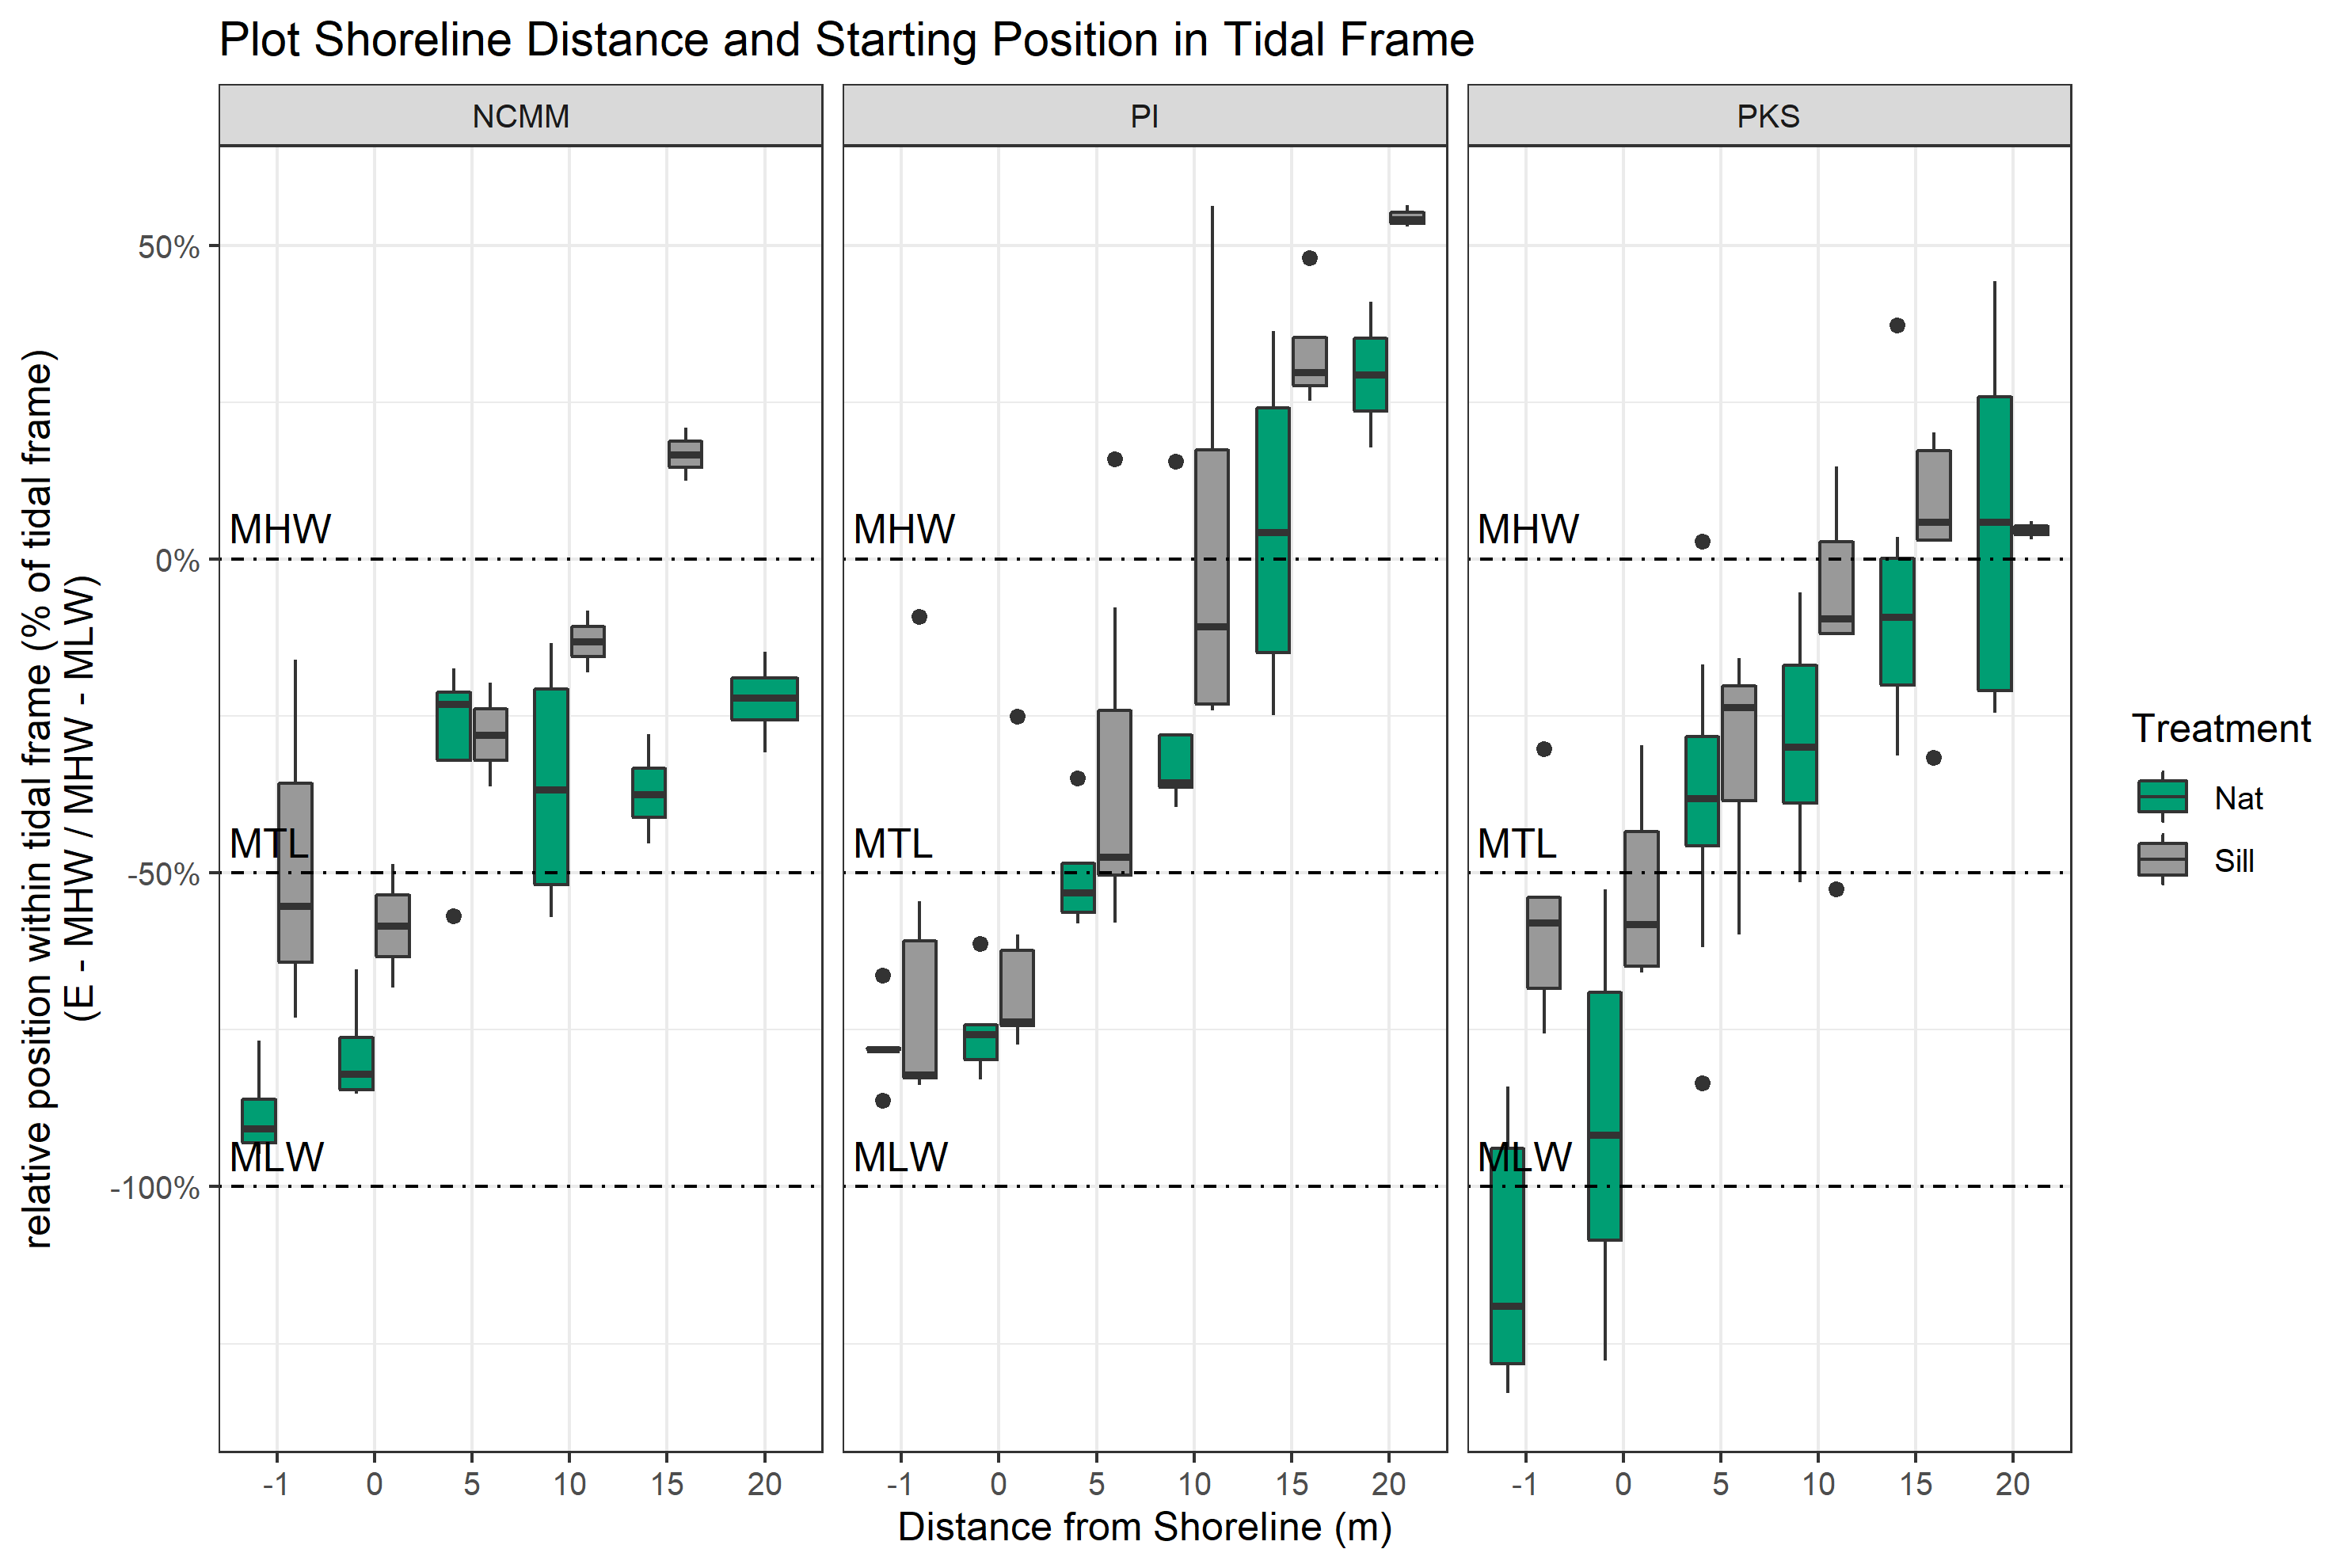 Plot Shoreline Distance and Starting Position in Tidal Frame
NCMM
PI
PKS
relative position within tidal frame (% of tidal frame)
(E - MHW / MHW - MLW)
50%
0%
-50%
-100%
MHW
MTL
MLW
MHW
MTL
MLW
MHW
MTL
MLW
-1 0 5 10 15 20
-1 0 5 10 15 20
-1 0 5 10 15 20
Distance from Shoreline (m)
Treatment
Nat
Sill